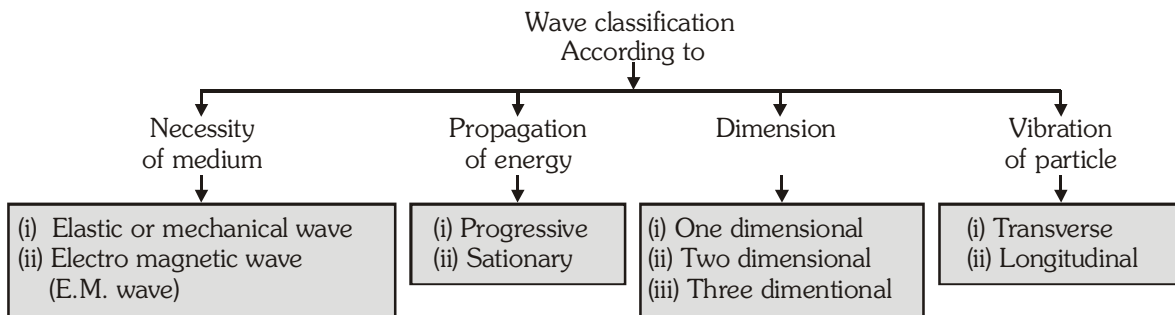 Wave classification
According to
Necessity
of medium
Propagation
of energy
Dimension
Vibration
of particle
(i) Elastic or mechanical wave
(ii) Electro magnetic wave
(E.M. wave)
(i) Progressive
(ii) Sationary
(i) One dimensional
(ii) Two dimensional
(iii) Three dimentional
(i) Transverse
(ii) Longitudinal